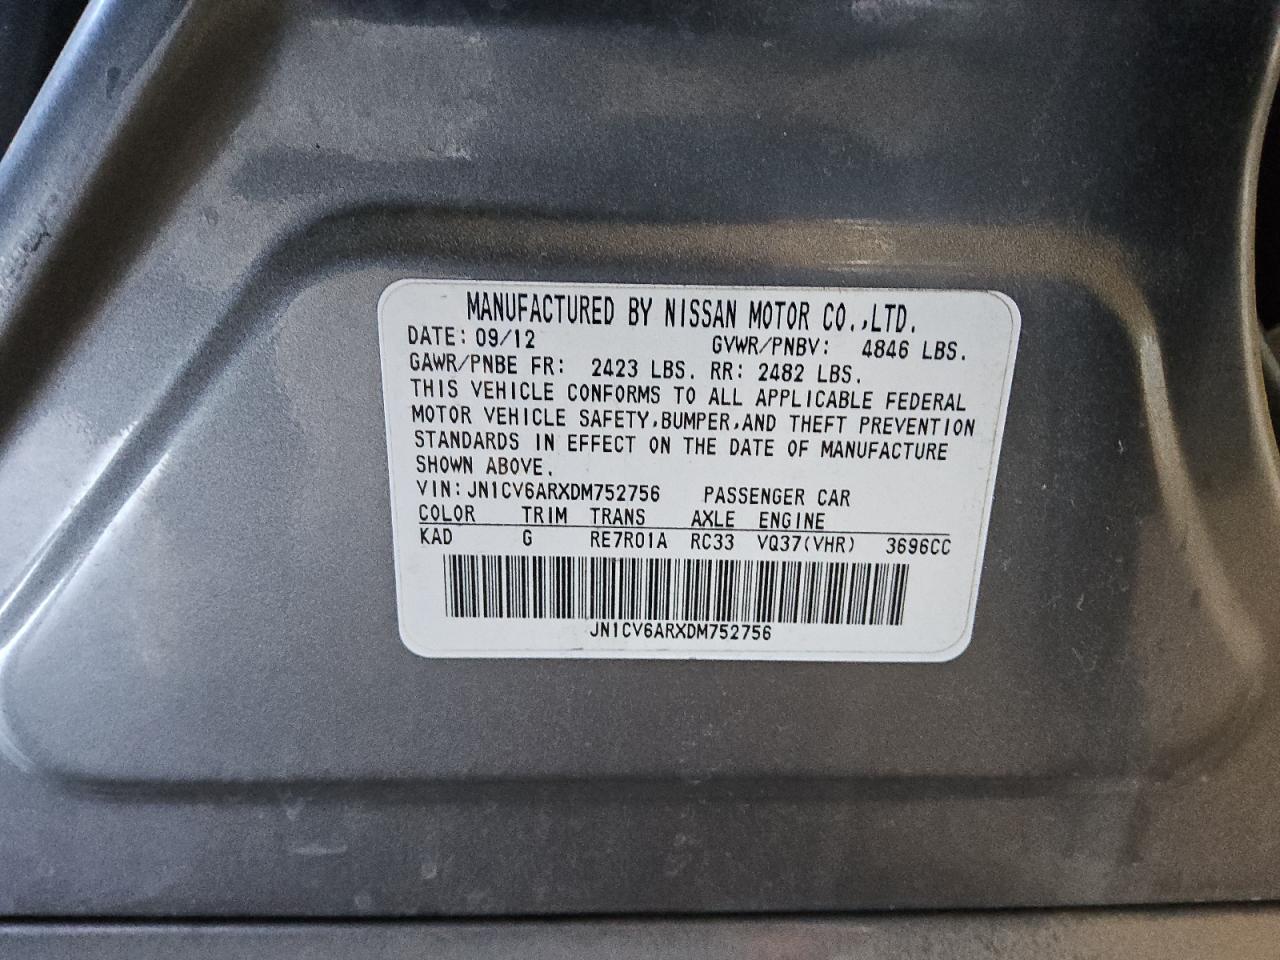 MANUFACTURED BY NISSAN MOTOR CO.,LTD.
DATE: 09/12 GVWR/PNBV: 4846 LBS.
GAWR/PNBE FR: 2423 LBS. RR: 2482 LBS.
THIS VEHICLE CONFORMS TO ALL APPLICABLE FEDERAL
MOTOR VEHICLE SAFETY,BUMPER,AND THEFT PREVENTION
STANDARDS IN EFFECT ON THE DATE OF MANUFACTURE
SHOWN ABOVE.
VIN: JN1CV6ARXDM752756 PASSENGER CAR
COLOR TRIM TRANS AXLE ENGINE
KAD G RE7R01A RC33 VQ37(VHR) 3696CC
JN1CV6ARXDM752756